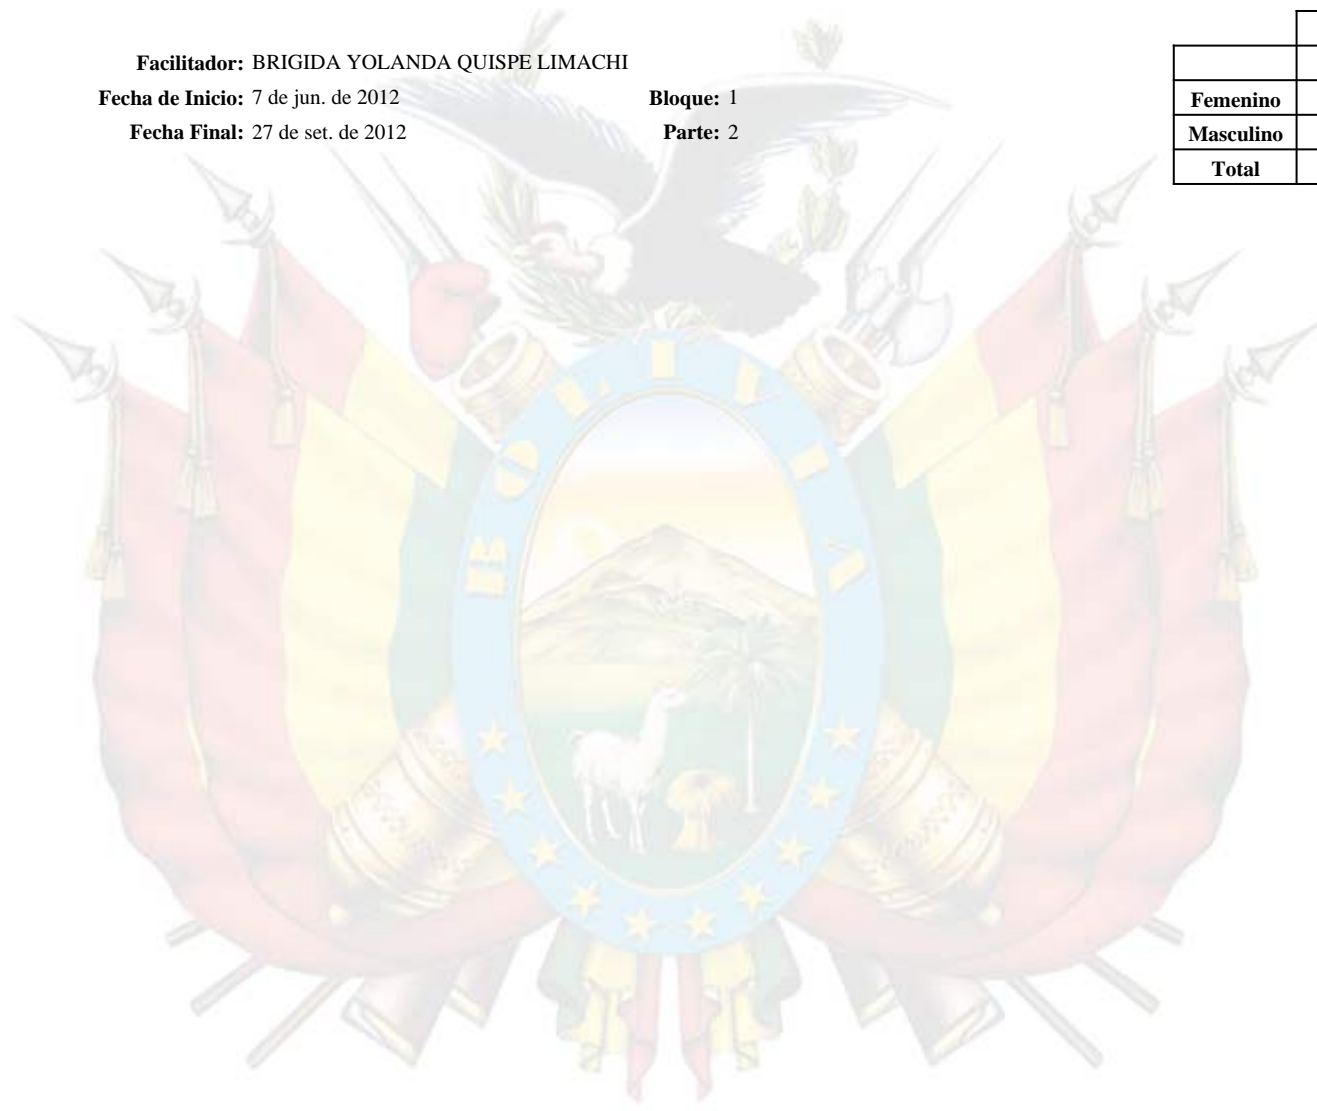 Facilitador: BRIGIDA YOLANDA QUISPE LIMACHI
Fecha de Inicio: 7 de jun. de 2012 Bloque: 1
Fecha Final: 27 de set. de 2012 Parte: 2
Femenino
Masculino
Total
BOLIVIA